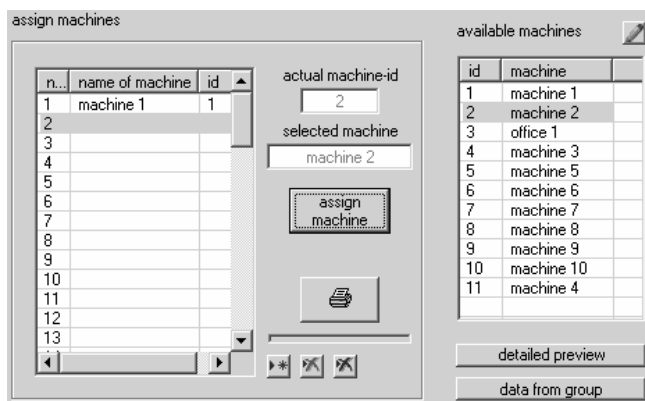 assign machines
n... name of machine id
1 machine 1 1
2
3
4
5
6
7
8
9
10
11
12
13
actual machine-id
2
selected machine
machine 2
assign
machine
available machines
id machine
1 machine 1
2 machine 2
3 office 1
4 machine 3
5 machine 5
6 machine 6
7 machine 7
8 machine 8
9 machine 9
10 machine 10
11 machine 4
detailed preview
data from group